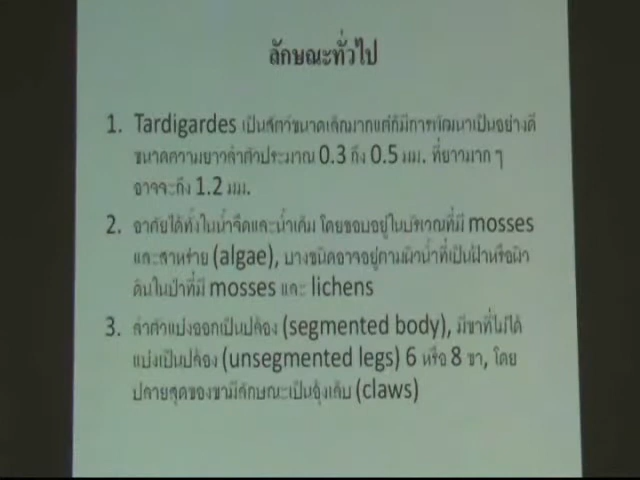 ลักษณะทั่วไป
1. Tardigardes เป็นสัตว์ขนาดเล็กมากแต่ก็มีการพัฒนาเป็นอย่างดี
ขนาดความยาวลำตัวประมาณ 0.3 ถึง 0.5 มม. ที่ยาวมาก ๆ
อาจจะถึง 1.2 มม.
2. อาศัยได้ทั้งในน้ำจืดและน้ำเค็ม โดยชอบอยู่ในบริเวณที่มี mosses
และสาหร่าย (algae), บางชนิดอาจอยู่ตามผิวน้ำที่เป็นฝ้าหรือผิว
ดินในป่าที่มี mosses และ lichens
3. ลำตัวแบ่งออกเป็นปล้อง (segmented body), มีขาที่ไม่ได้
แบ่งเป็นปล้อง (unsegmented legs) 6 หรือ 8 ขา, โดย
ปลายสุดของขามีลักษณะเป็นอุ้งเล็บ (claws)